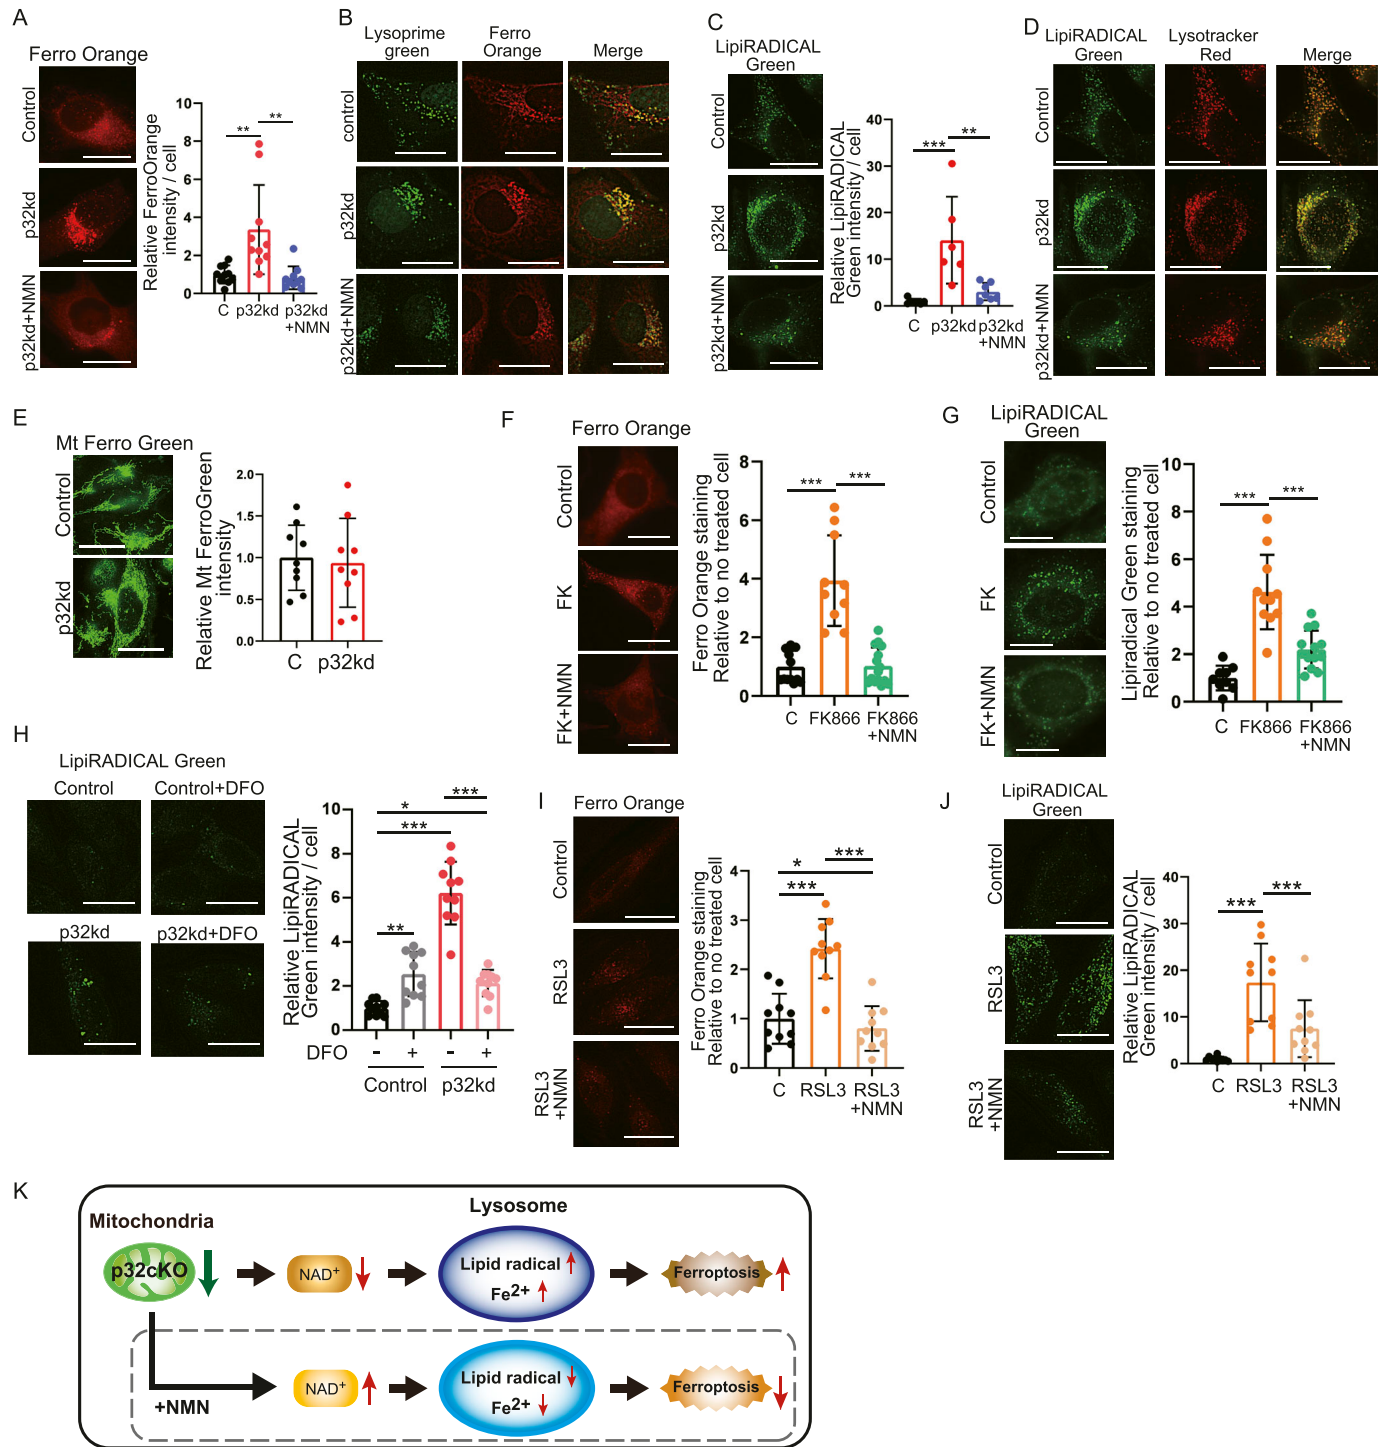 A
Ferro Orange
Control
p32kd
p32kd+NMN
Relative FerroOrange
intensity / cell
10
8
6
4
2
0
**
**
C
p32kd
p32kd
+NMN
B
Lysoprime
green
Ferro
Orange
Merge
control
p32kd
p32kd+NMN
C
LipiRADICAL
Green
Control
p32kd
p32kd+NMN
Relative LipiRADICAL
Green intensity / cell
40
30
20
10
0
***
**
C
p32kd
p32kd
+NMN
D
LipiRADICAL
Green
Lysotracker
Red
Merge
Control
p32kd
p32kd+NMN
E
Mt Ferro Green
Control
p32kd
Relative Mt FerroGreen
intensity
2.0
1.5
1.0
0.5
0.0
C
p32kd
F
Ferro Orange
Control
FK
FK+NMN
Ferro Orange staining
Relative to no treated cell
8
6
4
2
0
***
***
C
FK866
FK866
+NMN
G
LipiRADICAL
Green
Control
FK
FK+NMN
Lipiradical Green staining
Relative to no treated cell
10
8
6
4
2
0
***
***
C
FK866
FK866
+NMN
H
LipiRADICAL Green
Control
Control+DFO
p32kd
p32kd+DFO
Relative LipiRADICAL
Green intensity / cell
10
8
6
4
2
0
***
*
***
**
DFO - + - +
Control
p32kd
I
Ferro Orange
Control
RSL3
RSL3
+NMN
Ferro Orange staining
Relative to no treated cell
4
3
2
1
0
***
*
***
C
RSL3
RSL3
+NMN
J
LipiRADICAL
Green
Control
RSL3
RSL3
+NMN
Relative LipiRADICAL
Green intensity / cell
40
30
20
10
0
***
***
C
RSL3
RSL3
+NMN
K
Mitochondria
Lysosome
p32cKO
NAD+
Lipid radical
Fe2+
Ferroptosis
+NMN
NAD+
Lipid radical
Fe2+
Ferroptosis